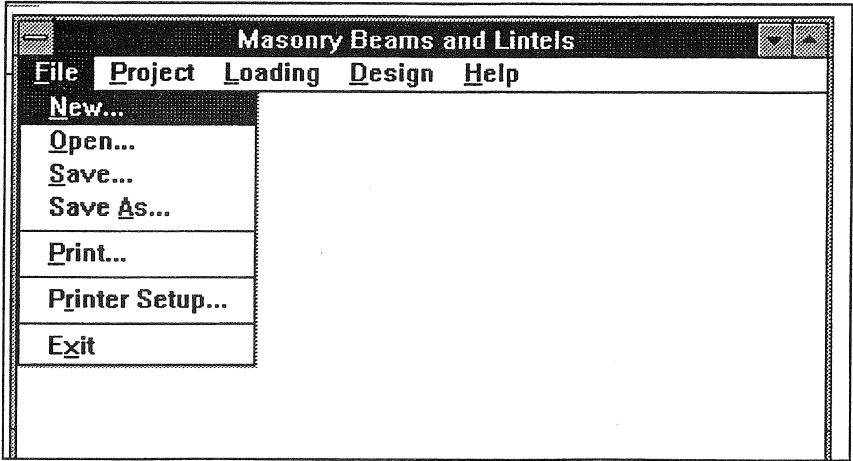 Masonry Beams and Lintels
File Project Loading Design Help
New...
Open...
Save...
Save As...
Print...
Printer Setup...
Exit